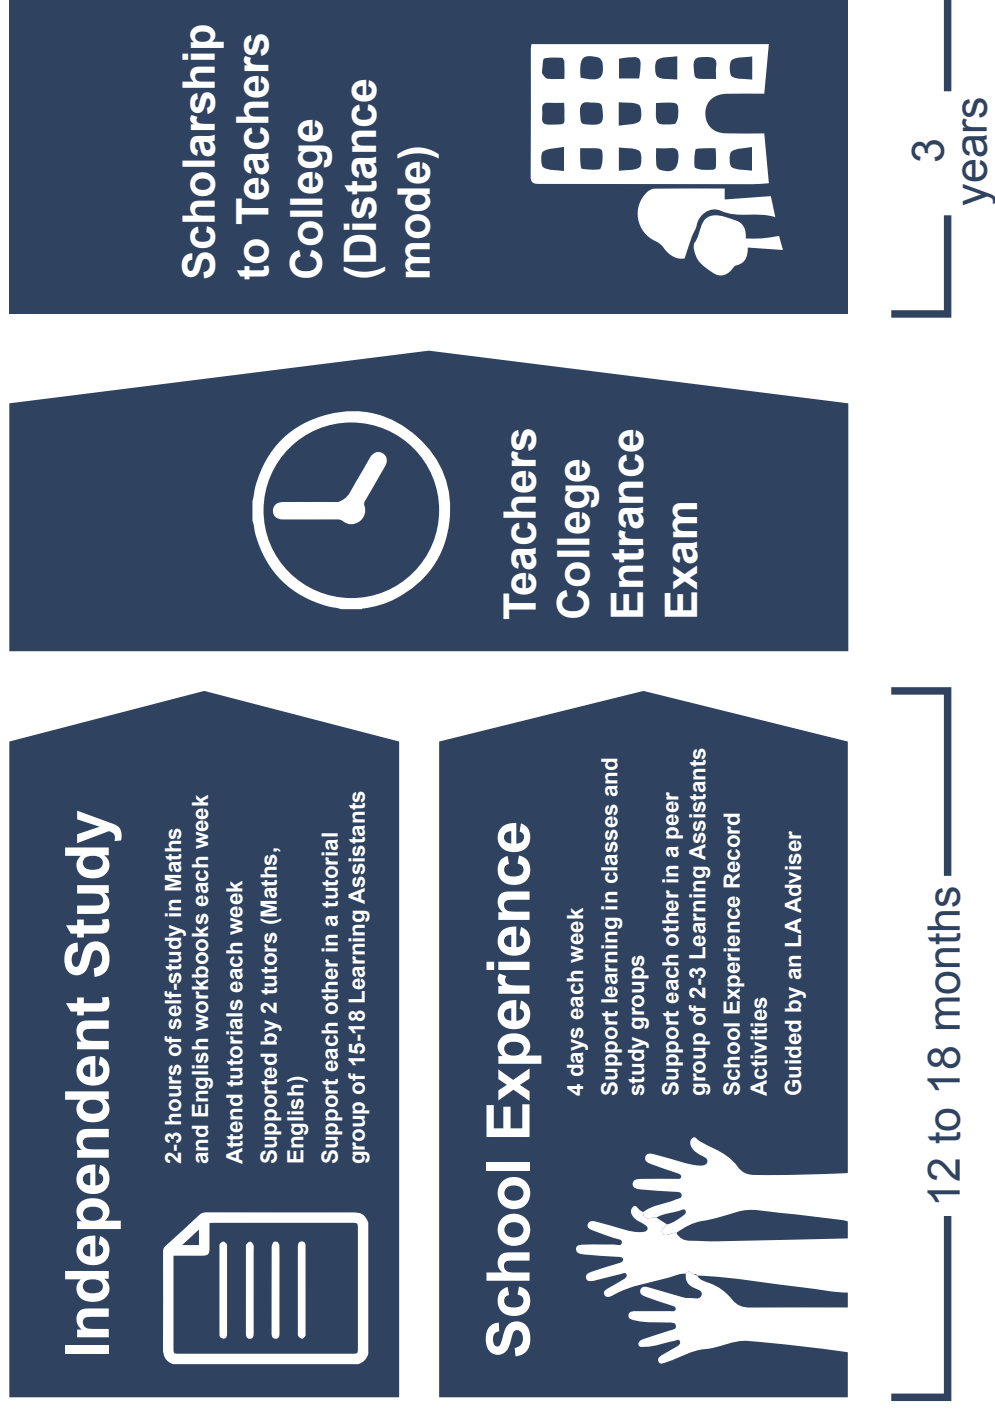 Independent Study
2-3 hours of self-study in Maths
and English workbooks each week
Attend tutorials each week
Supported by 2 tutors (Maths,
English)
Support each other in a tutorial
group of 15-18 Learning Assistants
School Experience
4 days each week
Support learning in classes and
study groups
Support each other in a peer
group of 2-3 Learning Assistants
School Experience Record
Activities
Guided by an LA Adviser
12 to 18 months
Teachers
College
Entrance
Exam
Scholarship
to Teachers
College
(Distance
mode)
3
years